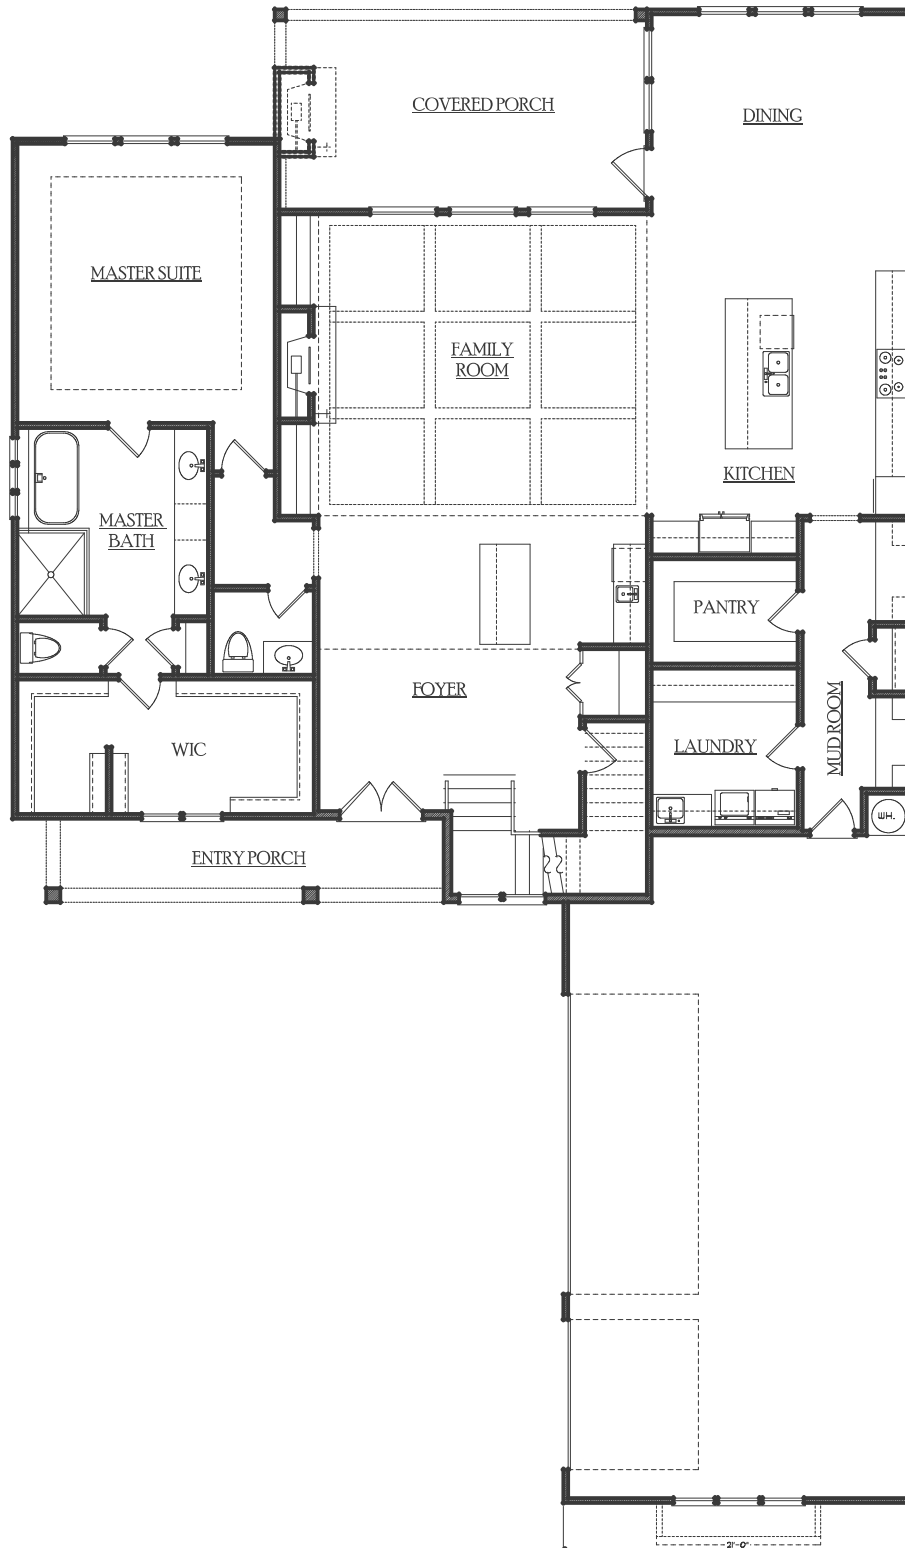 COVERED PORCH
DINING
MASTER SUITE
FAMILY
ROOM
KITCHEN
MASTER
BATH
PANTRY
FOYER
MUD ROOM
WIC
LAUNDRY
W.H.
ENTRY PORCH
21'-0"